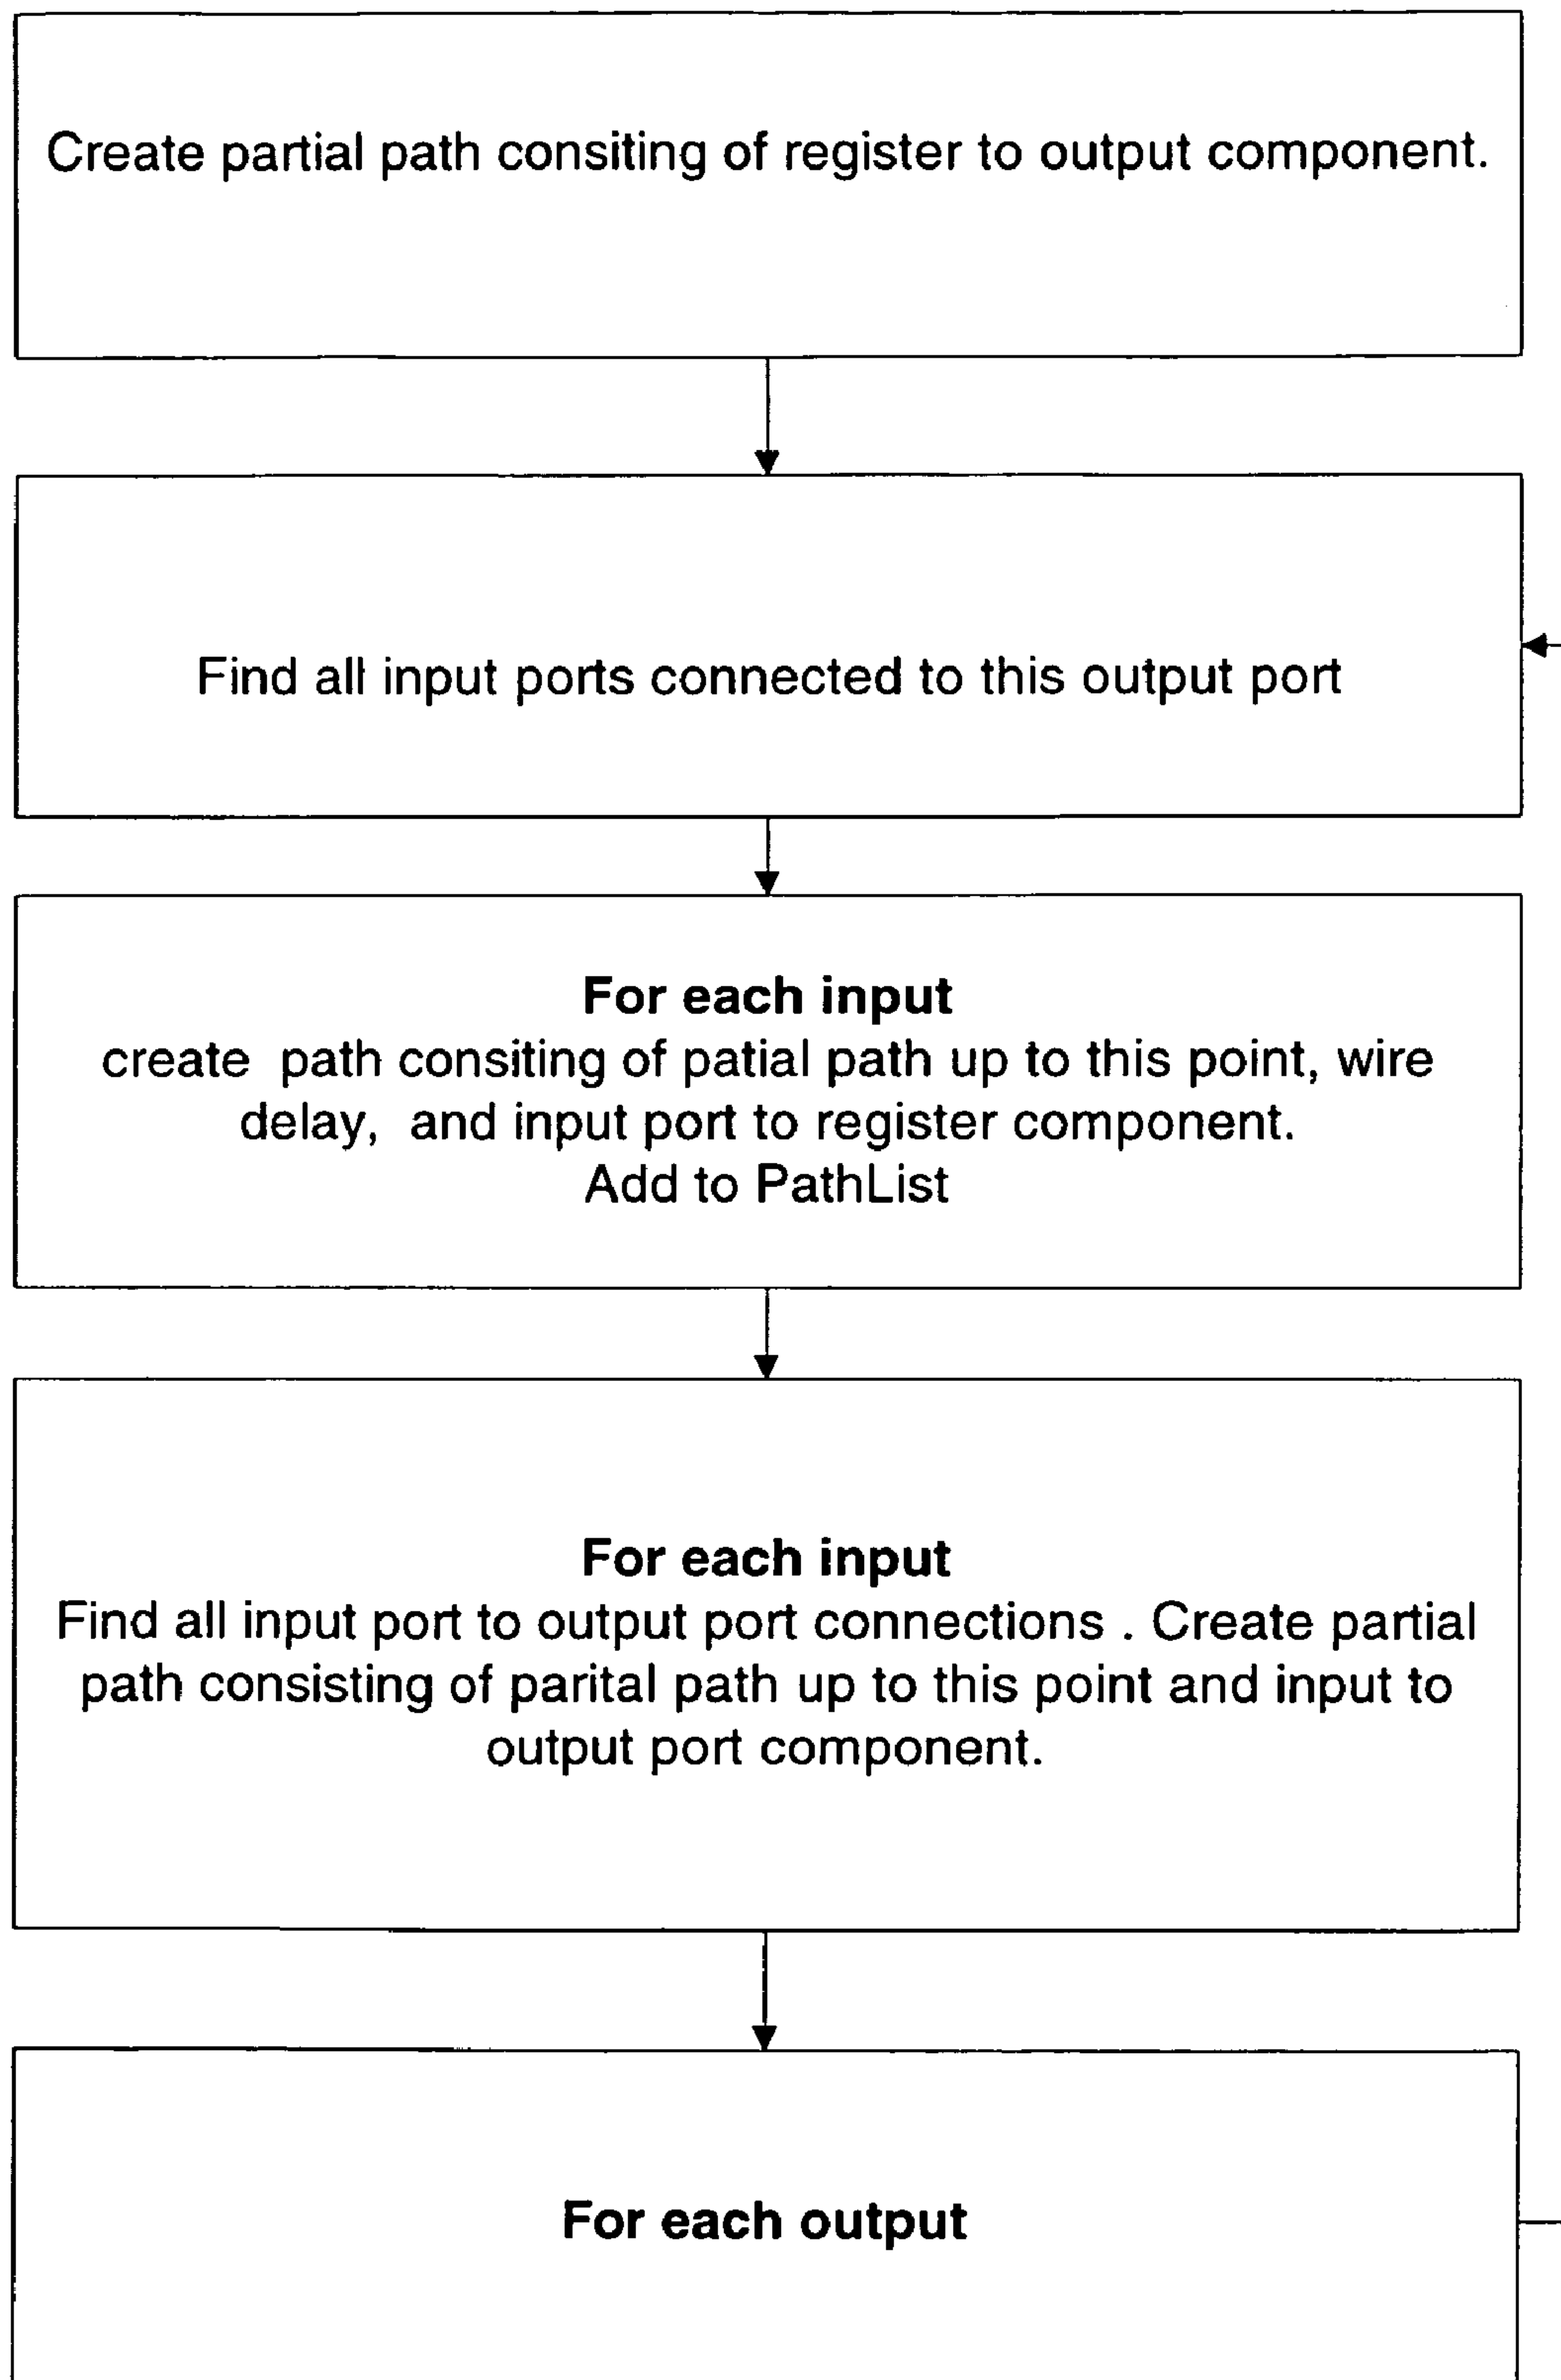 Create partial path consiting of register to output component.
Find all input ports connected to this output port
For each input
create path consiting of patial path up to this point, wire
delay, and input port to register component.
Add to PathList
For each input
Find all input port to output port connections . Create partial
path consisting of parital path up to this point and input to
output port component.
For each output